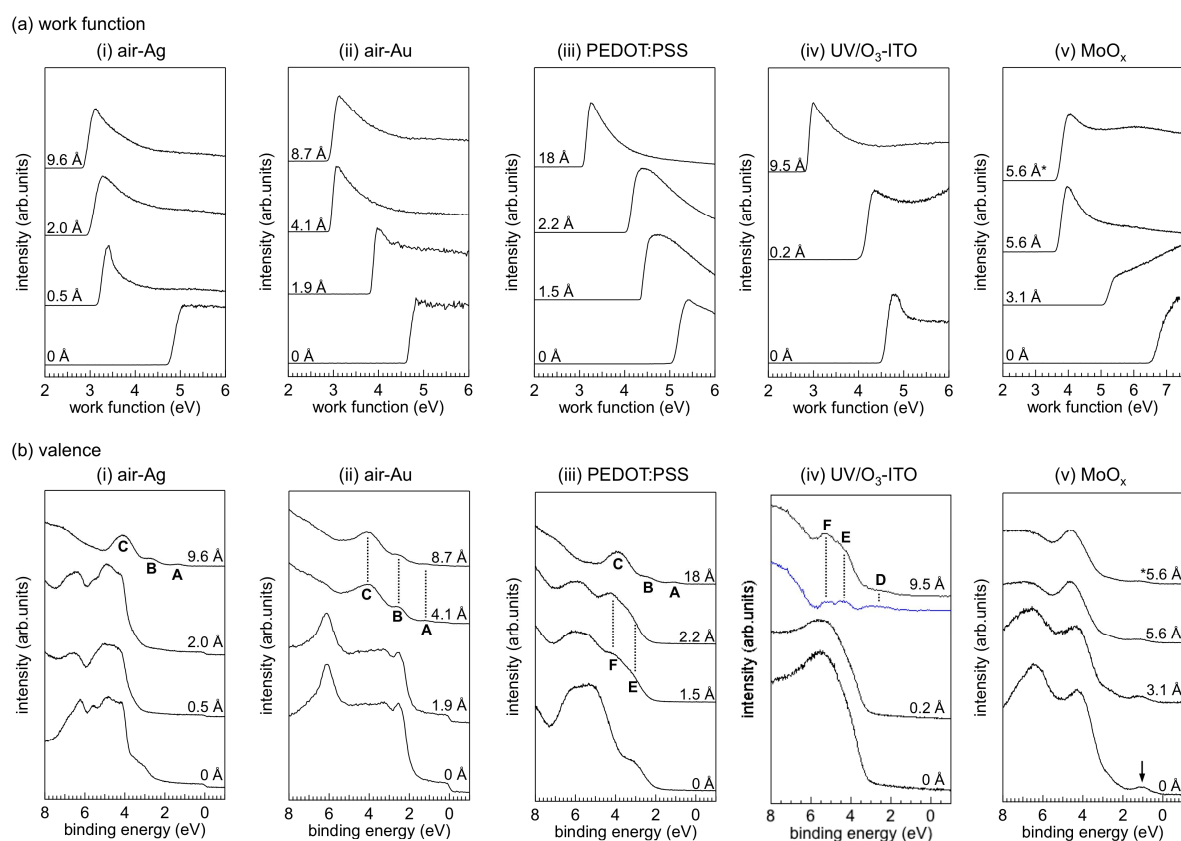 (a) work function
(i) air-Ag
(ii) air-Au
(iii) PEDOT:PSS
(iv) UV/O₃-ITO
(v) MoOₓ
intensity (arb.units)
9.6 Å
2.0 Å
0.5 Å
0 Å
2 3 4 5 6
work function (eV)
intensity (arb.units)
8.7 Å
4.1 Å
1.9 Å
0 Å
2 3 4 5 6
work function (eV)
intensity (arb.units)
18 Å
2.2 Å
1.5 Å
0 Å
2 3 4 5 6
work function (eV)
intensity (arb.units)
9.5 Å
0.2 Å
0 Å
2 3 4 5 6
work function (eV)
intensity (arb.units)
5.6 Å*
5.6 Å
3.1 Å
0 Å
2 3 4 5 6 7
work function (eV)
(b) valence
(i) air-Ag
(ii) air-Au
(iii) PEDOT:PSS
(iv) UV/O₃-ITO
(v) MoOₓ
intensity (arb.units)
C
B
A
9.6 Å
2.0 Å
0.5 Å
0 Å
8 6 4 2 0
binding energy (eV)
intensity (arb.units)
8.7 Å
C
B
A
4.1 Å
1.9 Å
0 Å
8 6 4 2 0
binding energy (eV)
intensity (arb.units)
C
B
A
18 Å
2.2 Å
F
E
1.5 Å
0 Å
8 6 4 2 0
binding energy (eV)
intensity (arb.units)
F
E
D
9.5 Å
0.2 Å
0 Å
8 6 4 2 0
binding energy (eV)
intensity (arb.units)
*5.6 Å
5.6 Å
3.1 Å
0 Å
8 6 4 2 0
binding energy (eV)